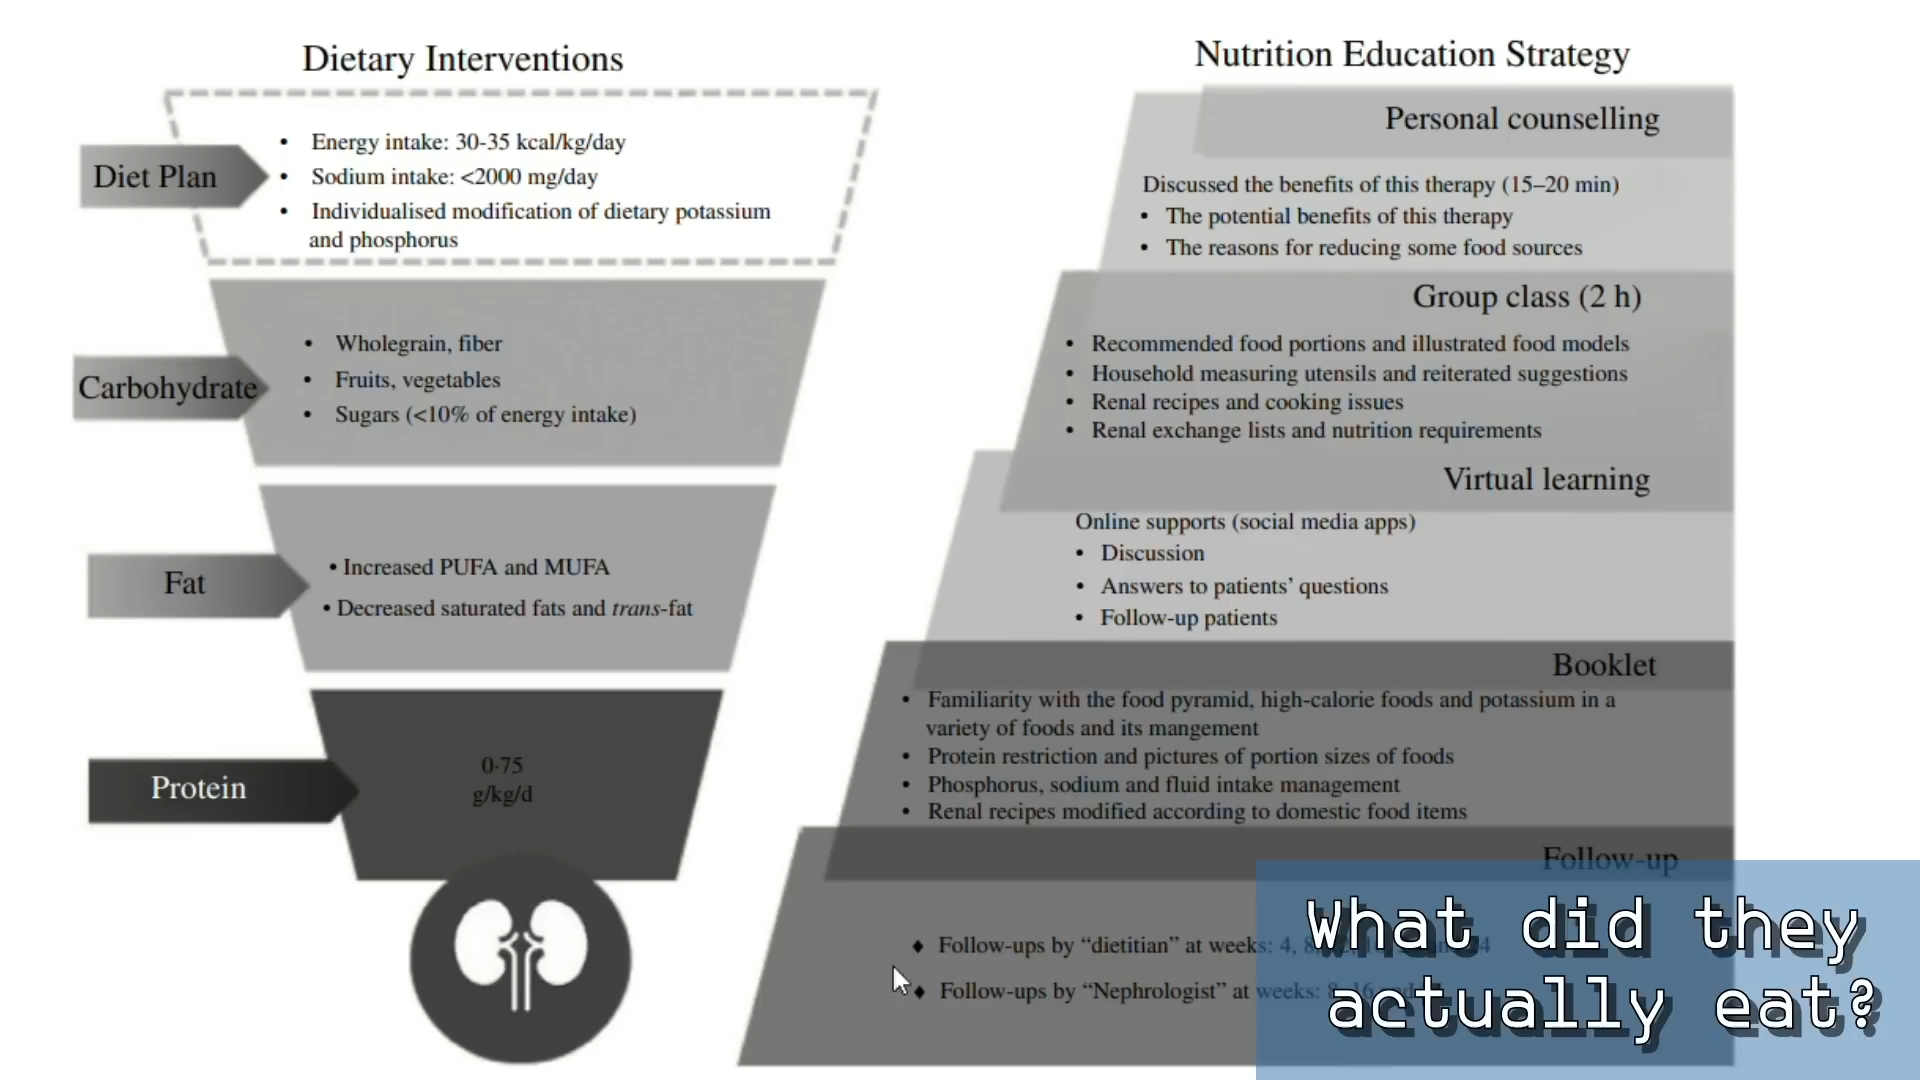 Dietary Interventions
Diet Plan
• Energy intake: 30-35 kcal/kg/day
• Sodium intake: <2000 mg/day
• Individualised modification of dietary potassium
and phosphorus
Carbohydrate
• Wholegrain, fiber
• Fruits, vegetables
• Sugars (<10% of energy intake)
Fat
• Increased PUFA and MUFA
• Decreased saturated fats and trans-fat
Protein
0·75
g/kg/d
Nutrition Education Strategy
Personal counselling
Discussed the benefits of this therapy (15–20 min)
• The potential benefits of this therapy
• The reasons for reducing some food sources
Group class (2 h)
• Recommended food portions and illustrated food models
• Household measuring utensils and reiterated suggestions
• Renal recipes and cooking issues
• Renal exchange lists and nutrition requirements
Virtual learning
Online supports (social media apps)
• Discussion
• Answers to patients’ questions
• Follow-up patients
Booklet
• Familiarity with the food pyramid, high-calorie foods and potassium in a
variety of foods and its mangement
• Protein restriction and pictures of portion sizes of foods
• Phosphorus, sodium and fluid intake management
• Renal recipes modified according to domestic food items
Follow-up
♦ Follow-ups by “dietitian” at weeks: 4,
♦ Follow-ups by “Nephrologist” at weeks:
What did they
actually eat?